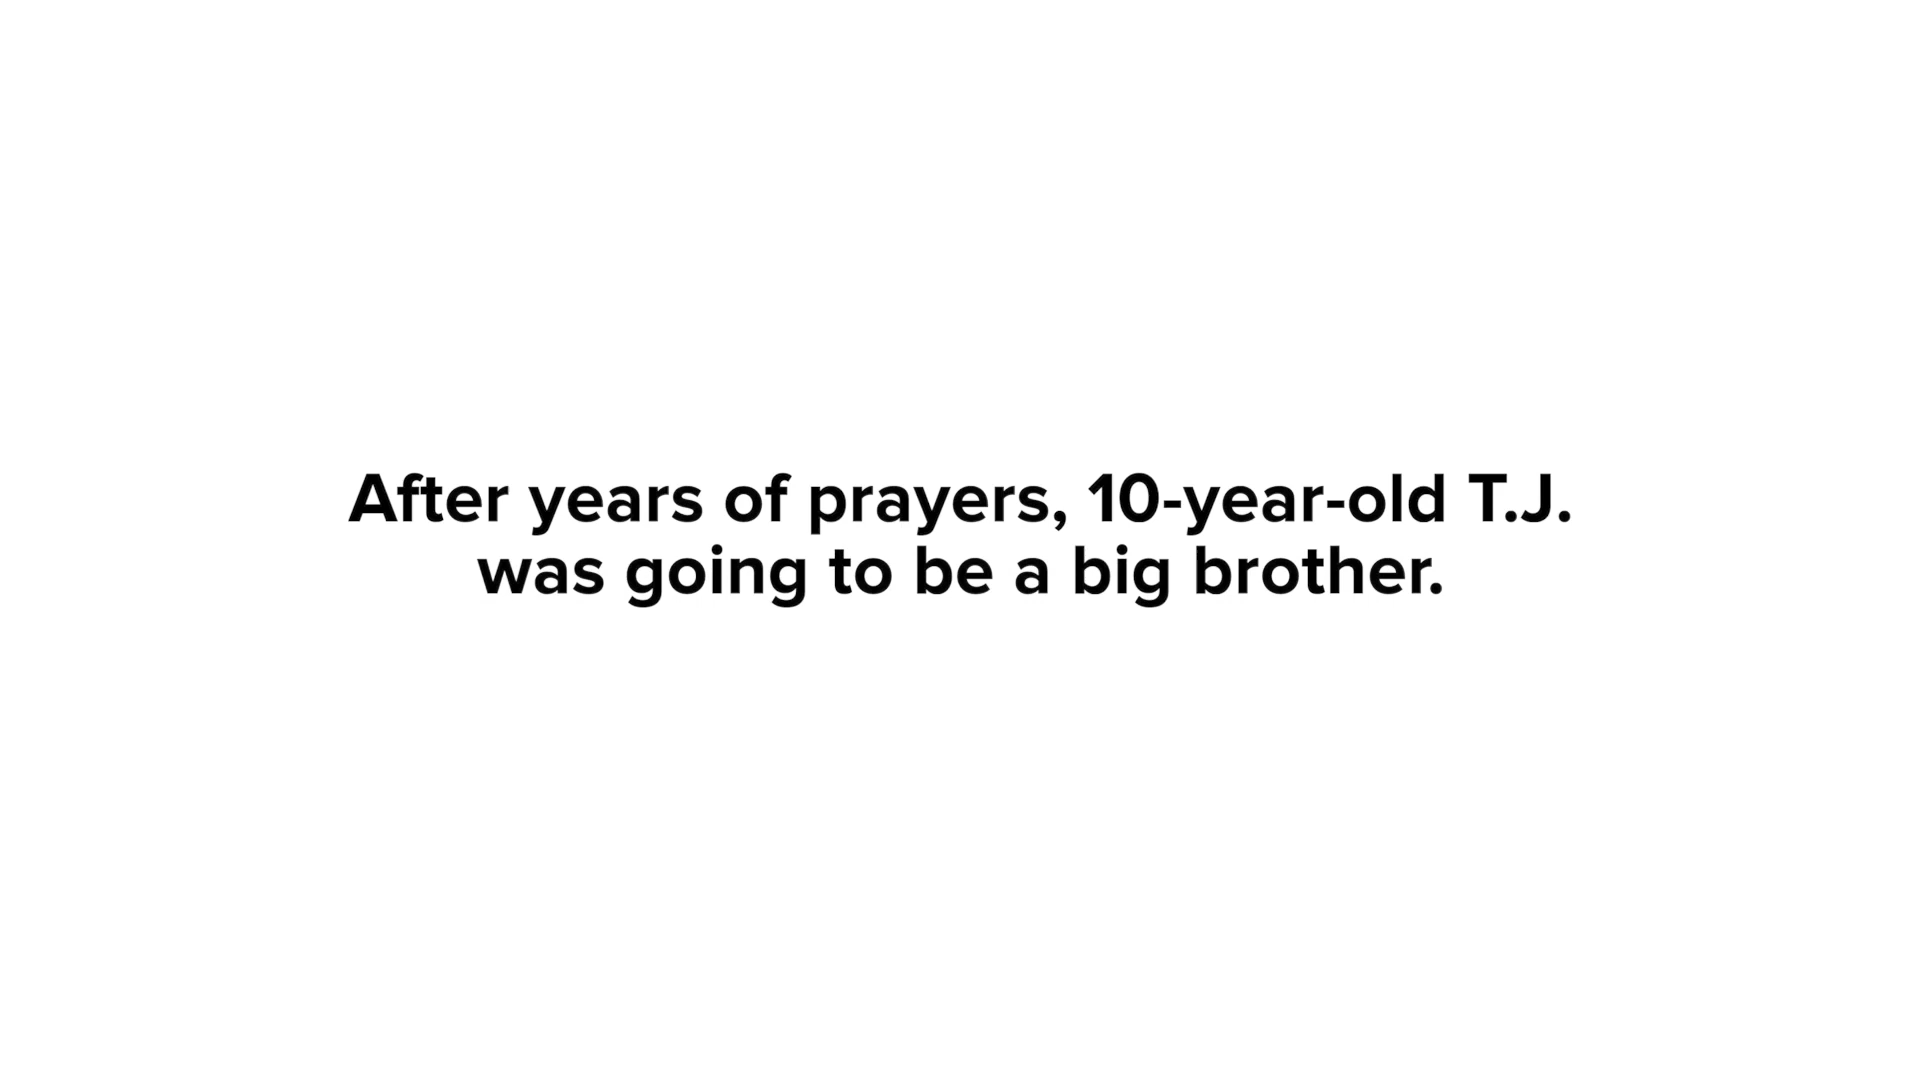 After years of prayers, 10-year-old T.J.
was going to be a big brother.